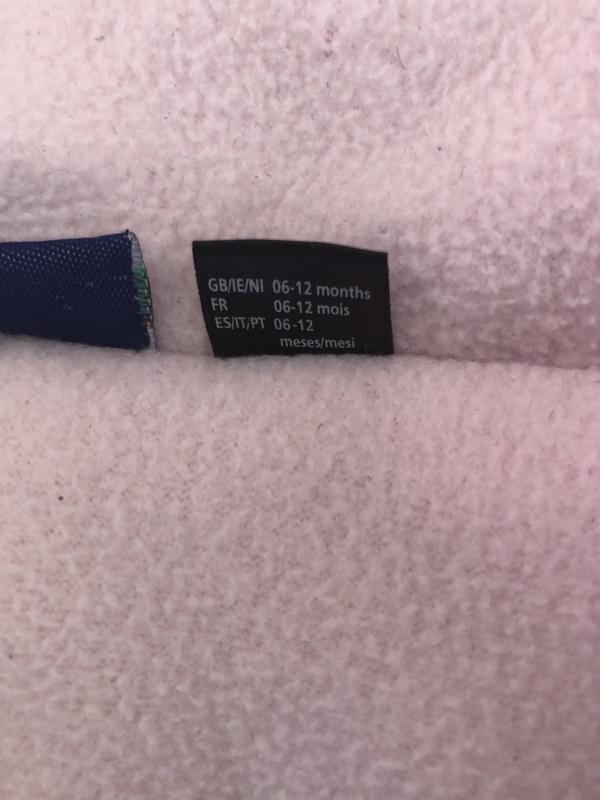 GB/IE/NI 06-12 months
FR 06-12 mois
ES/IT/PT 06-12
meses/mesi